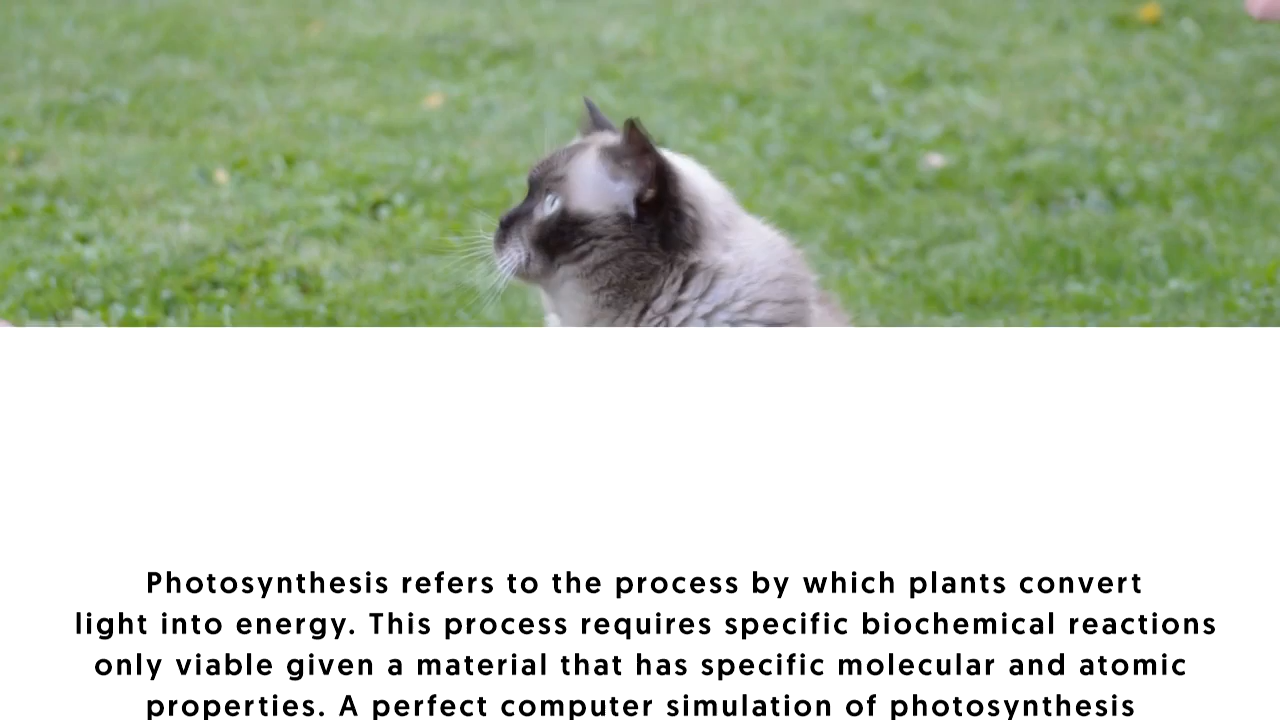 Photosynthesis refers to the process by which plants convert
light into energy. This process requires specific biochemical reactions
only viable given a material that has specific molecular and atomic
properties. A perfect computer simulation of photosynthesis